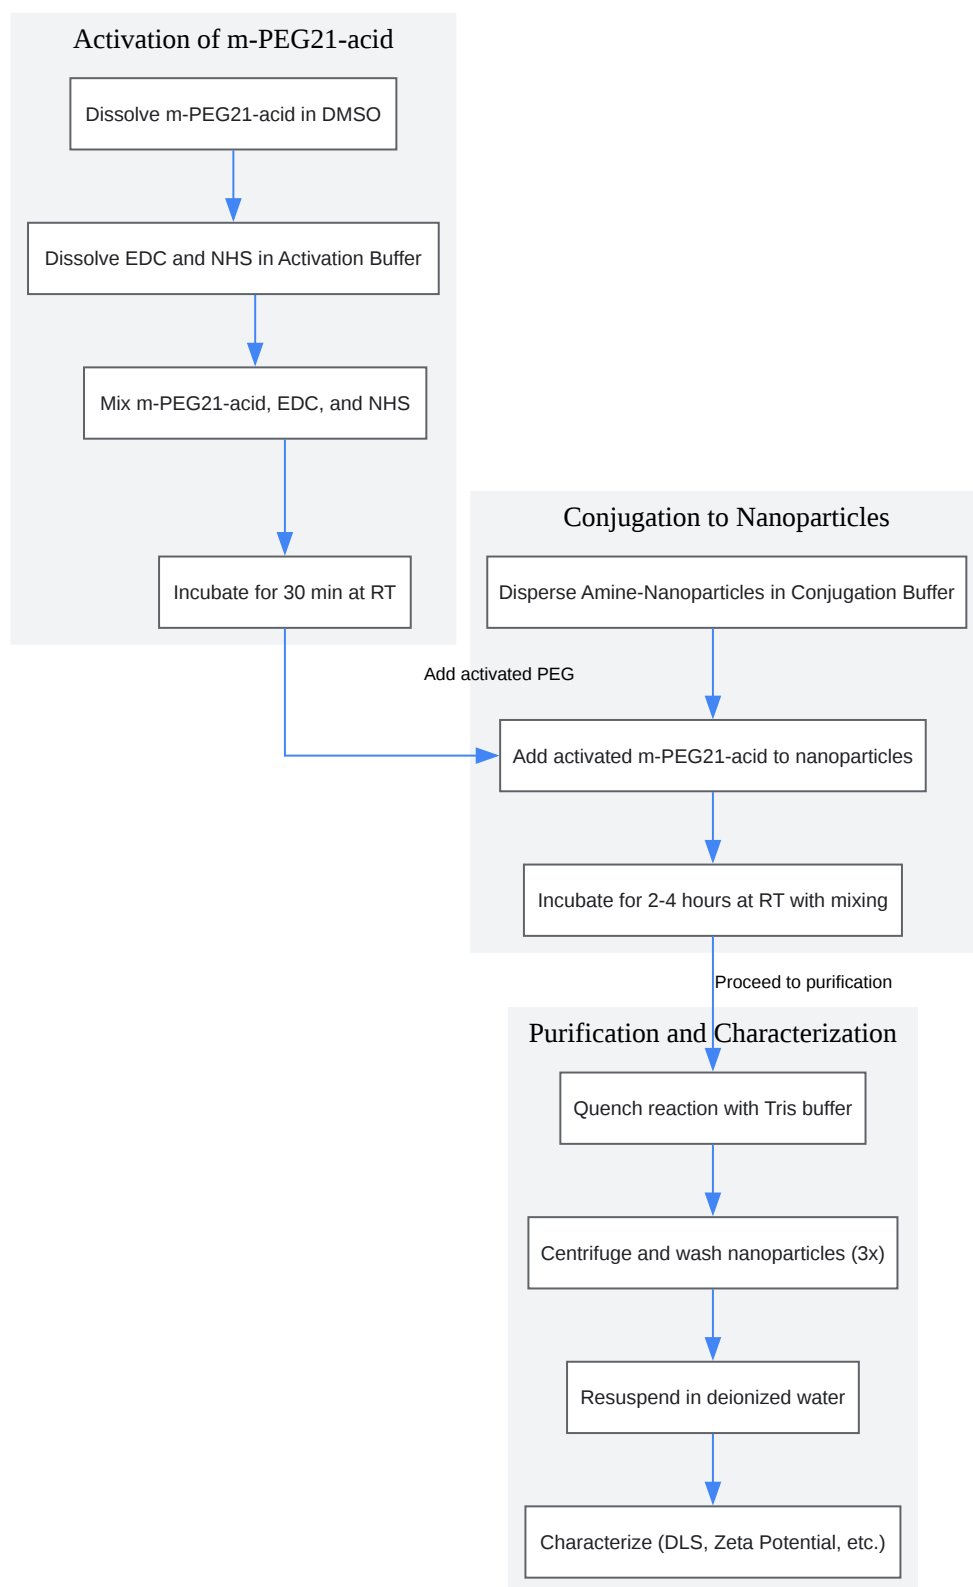 Activation of m-PEG21-acid
Dissolve m-PEG21-acid in DMSO
Dissolve EDC and NHS in Activation Buffer
Mix m-PEG21-acid, EDC, and NHS
Incubate for 30 min at RT
Add activated PEG
Conjugation to Nanoparticles
Disperse Amine-Nanoparticles in Conjugation Buffer
Add activated m-PEG21-acid to nanoparticles
Incubate for 2-4 hours at RT with mixing
Proceed to purification
Purification and Characterization
Quench reaction with Tris buffer
Centrifuge and wash nanoparticles (3x)
Resuspend in deionized water
Characterize (DLS, Zeta Potential, etc.)